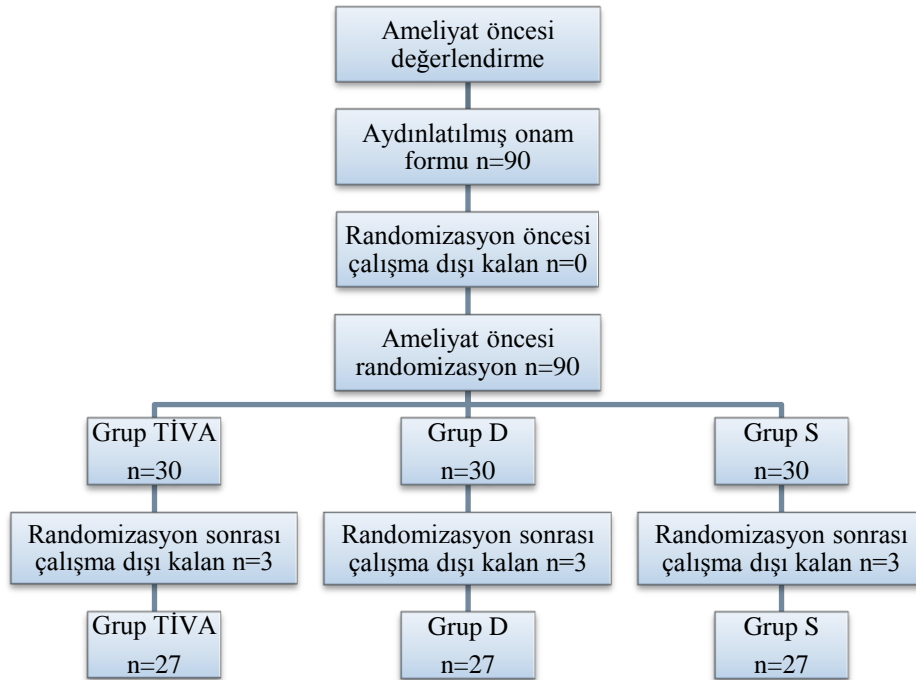 Ameliyat öncesi
değerlendirme
Aydınlatılmış onam
formu n=90
Randomizasyon öncesi
çalışma dışı kalan n=0
Ameliyat öncesi
randomizasyon n=90
Grup TİVA
n=30
Grup D
n=30
Grup S
n=30
Randomizasyon sonrası
çalışma dışı kalan n=3
Randomizasyon sonrası
çalışma dışı kalan n=3
Randomizasyon sonrası
çalışma dışı kalan n=3
Grup TİVA
n=27
Grup D
n=27
Grup S
n=27